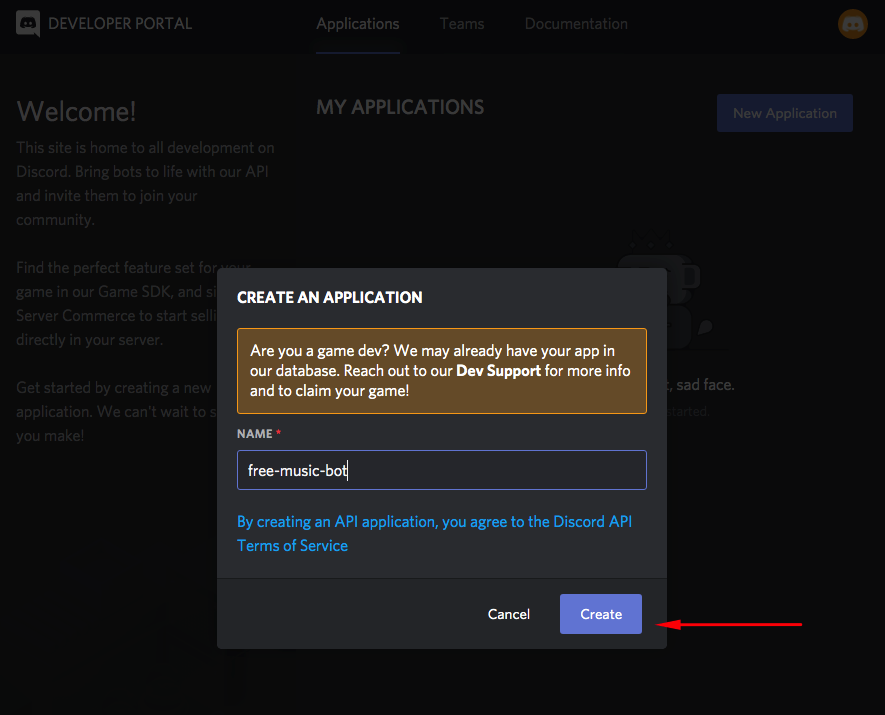 DEVELOPER PORTAL
Applications
Teams
Documentation
Welcome!
This site is home to all development on
Discord. Bring bots to life with our API
and invite them to join your
community.
Find the perfect feature set for your
game in our Game SDK, and si
Server Commerce to start selli
directly in your server.
Get started by creating a new
application. We can't wait to s
you make!
MY APPLICATIONS
New Application
, sad face.
started.
CREATE AN APPLICATION
Are you a game dev? We may already have your app in
our database. Reach out to our Dev Support for more info
and to claim your game!
NAME *
free-music-bot
By creating an API application, you agree to the Discord API
Terms of Service
Cancel
Create